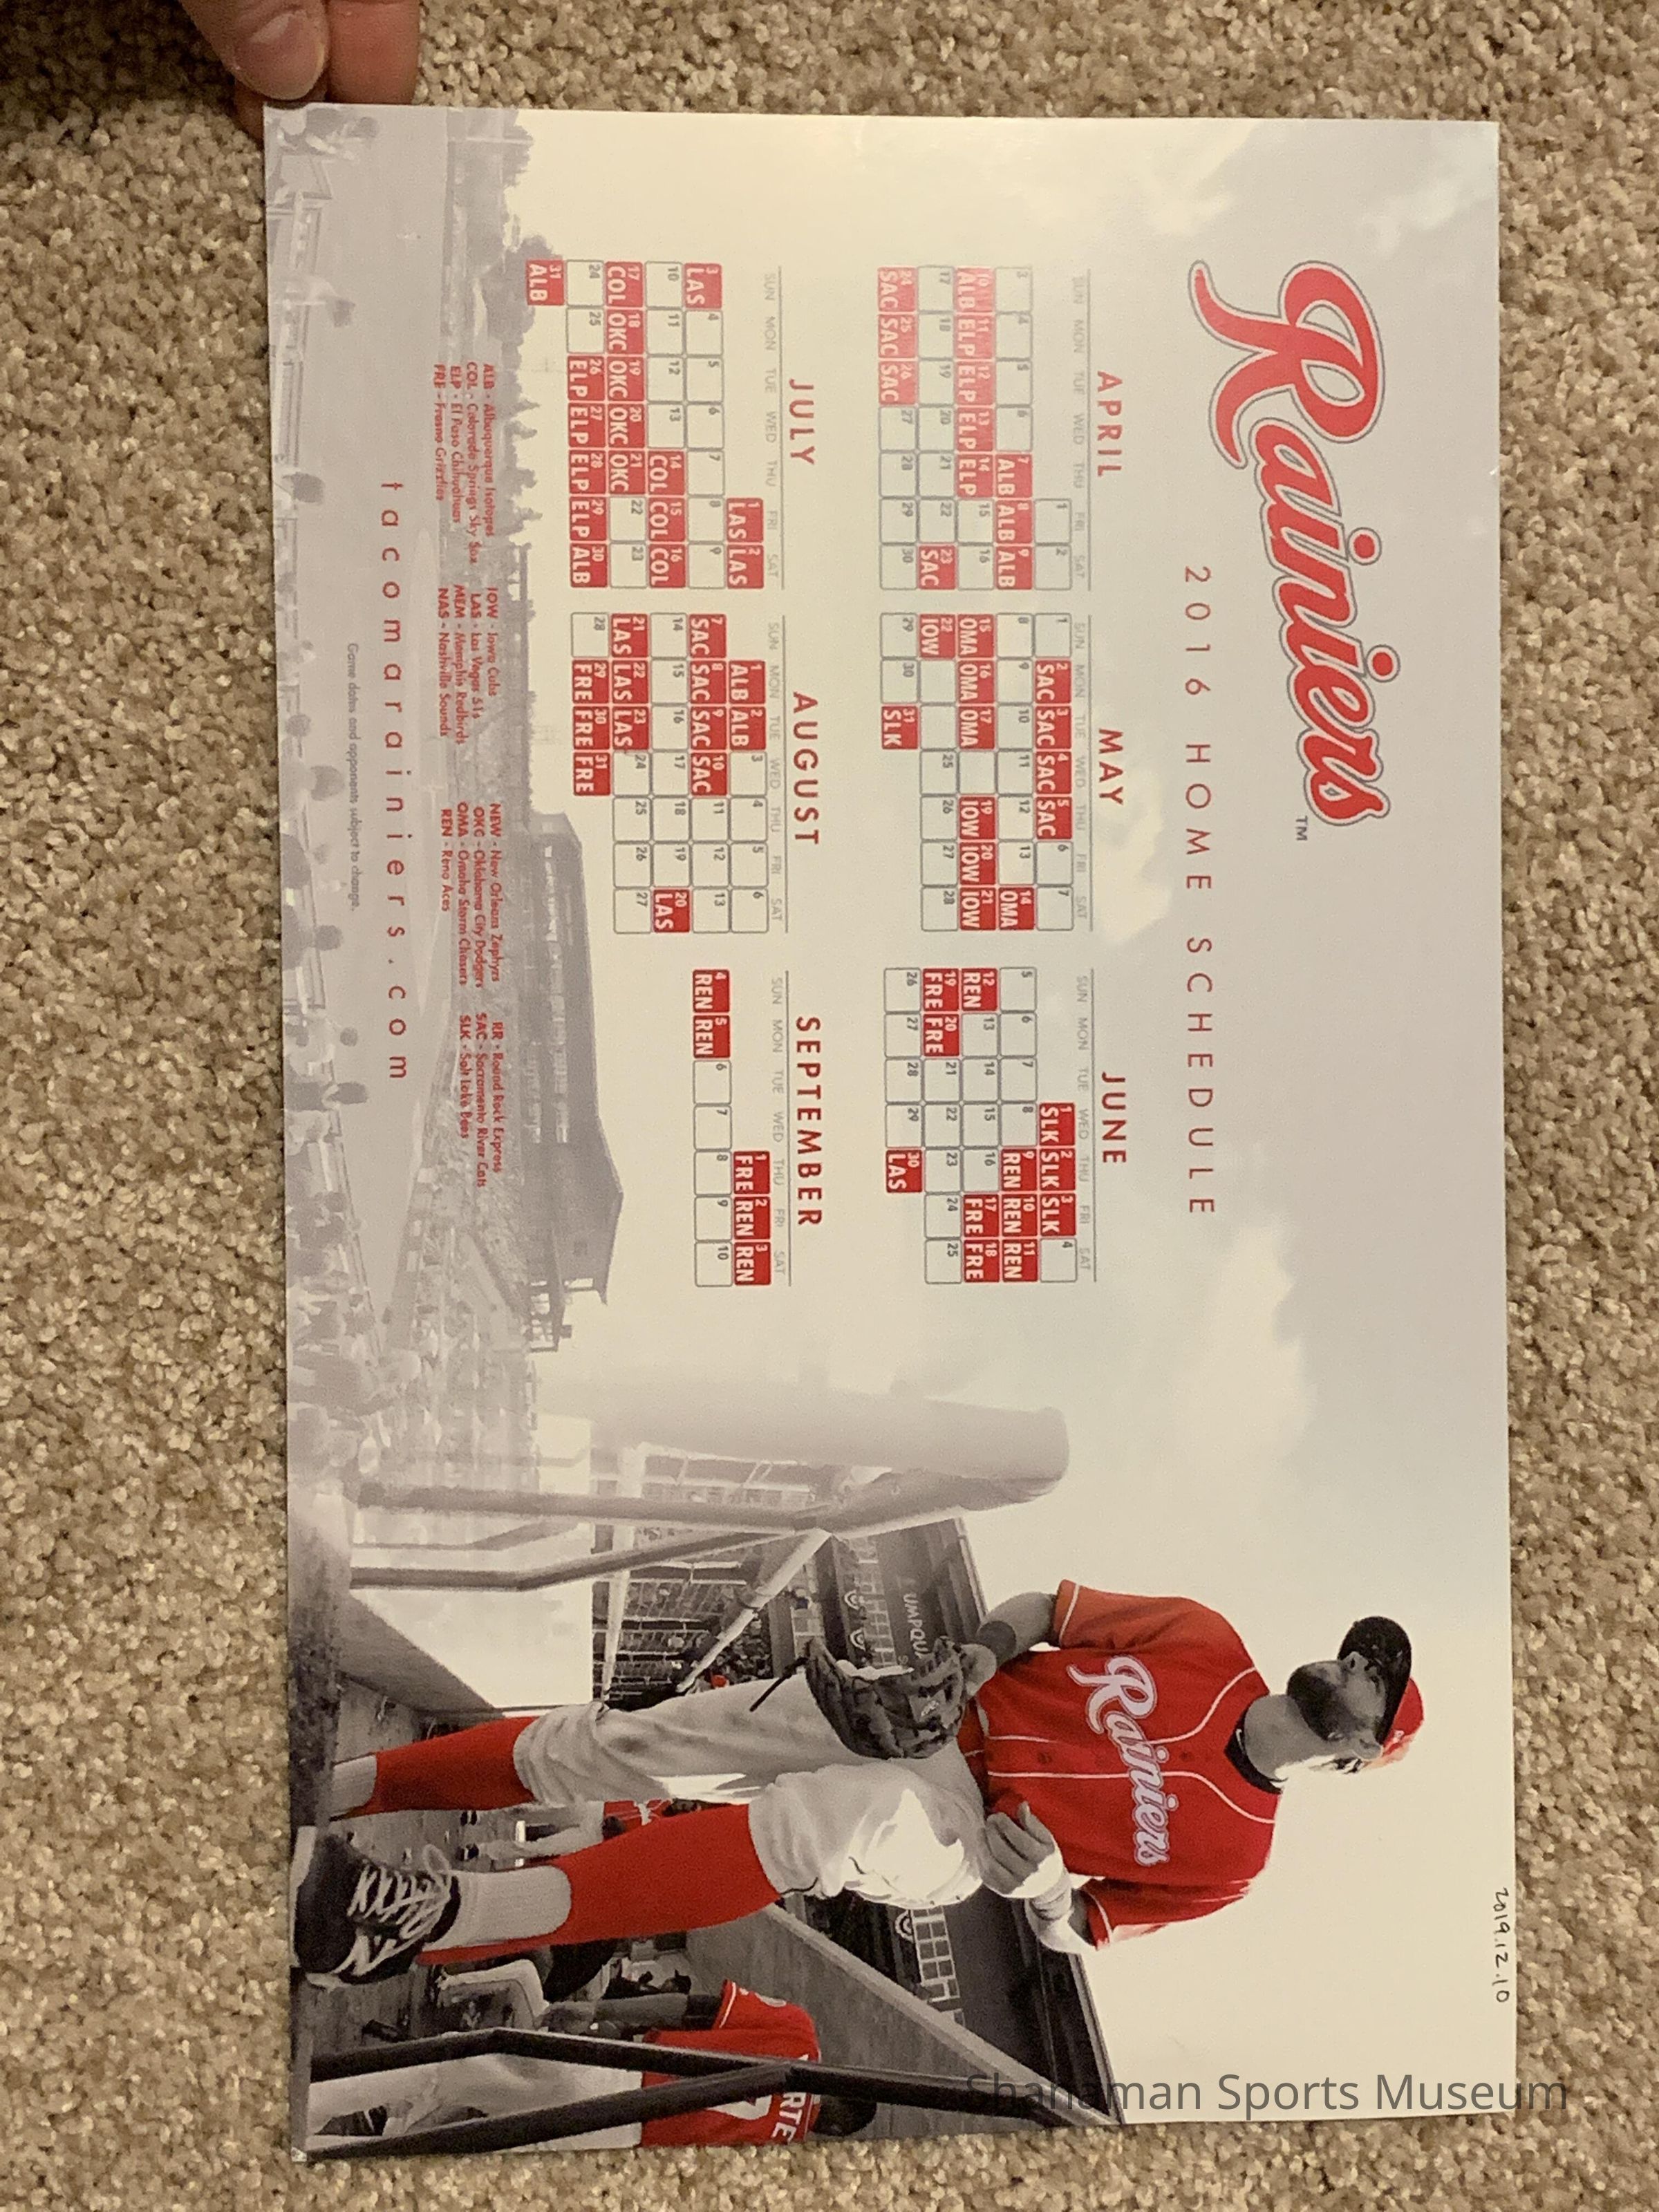 Rainiers™
2016 HOME SCHEDULE
APRIL
SUN MON TUE WED THU FRI SAT
1 2
3 4 5 6 7 ALB 8 ALB 9 ALB
10 ALB 11 ELP 12 ELP 13 ELP 14 ELP 15 16
17 18 19 20 21 22 23 SAC
24 SAC 25 SAC 26 SAC 27 28 29 30
MAY
SUN MON TUE WED THU FRI SAT
1 2 SAC 3 SAC 4 SAC 5 SAC 6 7
8 9 10 11 12 13 14 OMA
15 OMA 16 OMA 17 OMA 19 IOW 20 IOW 21 IOW
22 IOW 25 26 27 28
29 30 31 SLK
JUNE
SUN MON TUE WED THU FRI SAT
1 SLK 2 SLK 3 SLK 4
5 6 7 8 9 REN 10 REN 11 REN
12 REN 13 14 15 16 17 FRE 18 FRE
19 FRE 20 FRE 21 22 23 24 25
26 27 28 29 30 LAS
JULY
SUN MON TUE WED THU FRI SAT
1 LAS 2 LAS
3 LAS 4 5 6 7 8 9
10 11 12 13 14 COL 15 COL 16 COL
17 COL 18 OKC 19 OKC 20 OKC 21 OKC 22 23
24 25 26 ELP 27 ELP 28 ELP 29 ELP 30 ALB
31 ALB
AUGUST
SUN MON TUE WED THU FRI SAT
1 ALB 2 ALB 3 4 5 6
7 SAC 8 SAC 9 SAC 10 SAC 11 12 13
14 15 16 17 18 19 20 LAS
21 LAS 22 LAS 23 LAS 24 25 26 27
28 29 FRE 30 FRE 31 FRE
SEPTEMBER
SUN MON TUE WED THU FRI SAT
1 FRE 2 REN 3 REN
4 REN 5 REN 6 7 8 9 10
ALB - Albuquerque Isotopes
COL - Colorado Springs Sky Sox
ELP - El Paso Chihuahuas
FRE - Fresno Grizzlies
IOW - Iowa Cubs
LAS - Las Vegas 51s
MEM - Memphis Redbirds
NAS - Nashville Sounds
NEW - New Orleans Zephyrs
OKC - Oklahoma City Dodgers
OMA - Omaha Storm Chasers
REN - Reno Aces
RR - Round Rock Express
SAC - Sacramento River Cats
SLK - Salt Lake Bees
tacomarainiers.com
Game dates and opponents subject to change.
UMPQU
Rainiers
RTE
7
2019.12.10
Shanaman Sports Museum